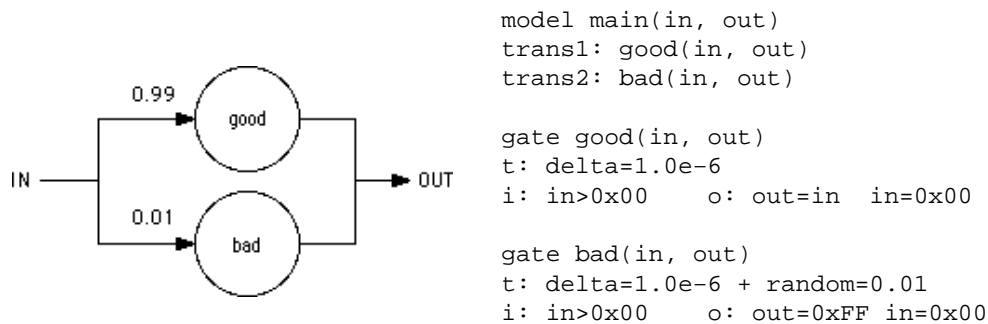 0.99
good
IN
OUT
0.01
bad
model main(in, out)
trans1: good(in, out)
trans2: bad(in, out)
gate good(in, out)
t: delta=1.0e-6
i: in>0x00 o: out=in in=0x00
gate bad(in, out)
t: delta=1.0e-6 + random=0.01
i: in>0x00 o: out=0xFF in=0x00